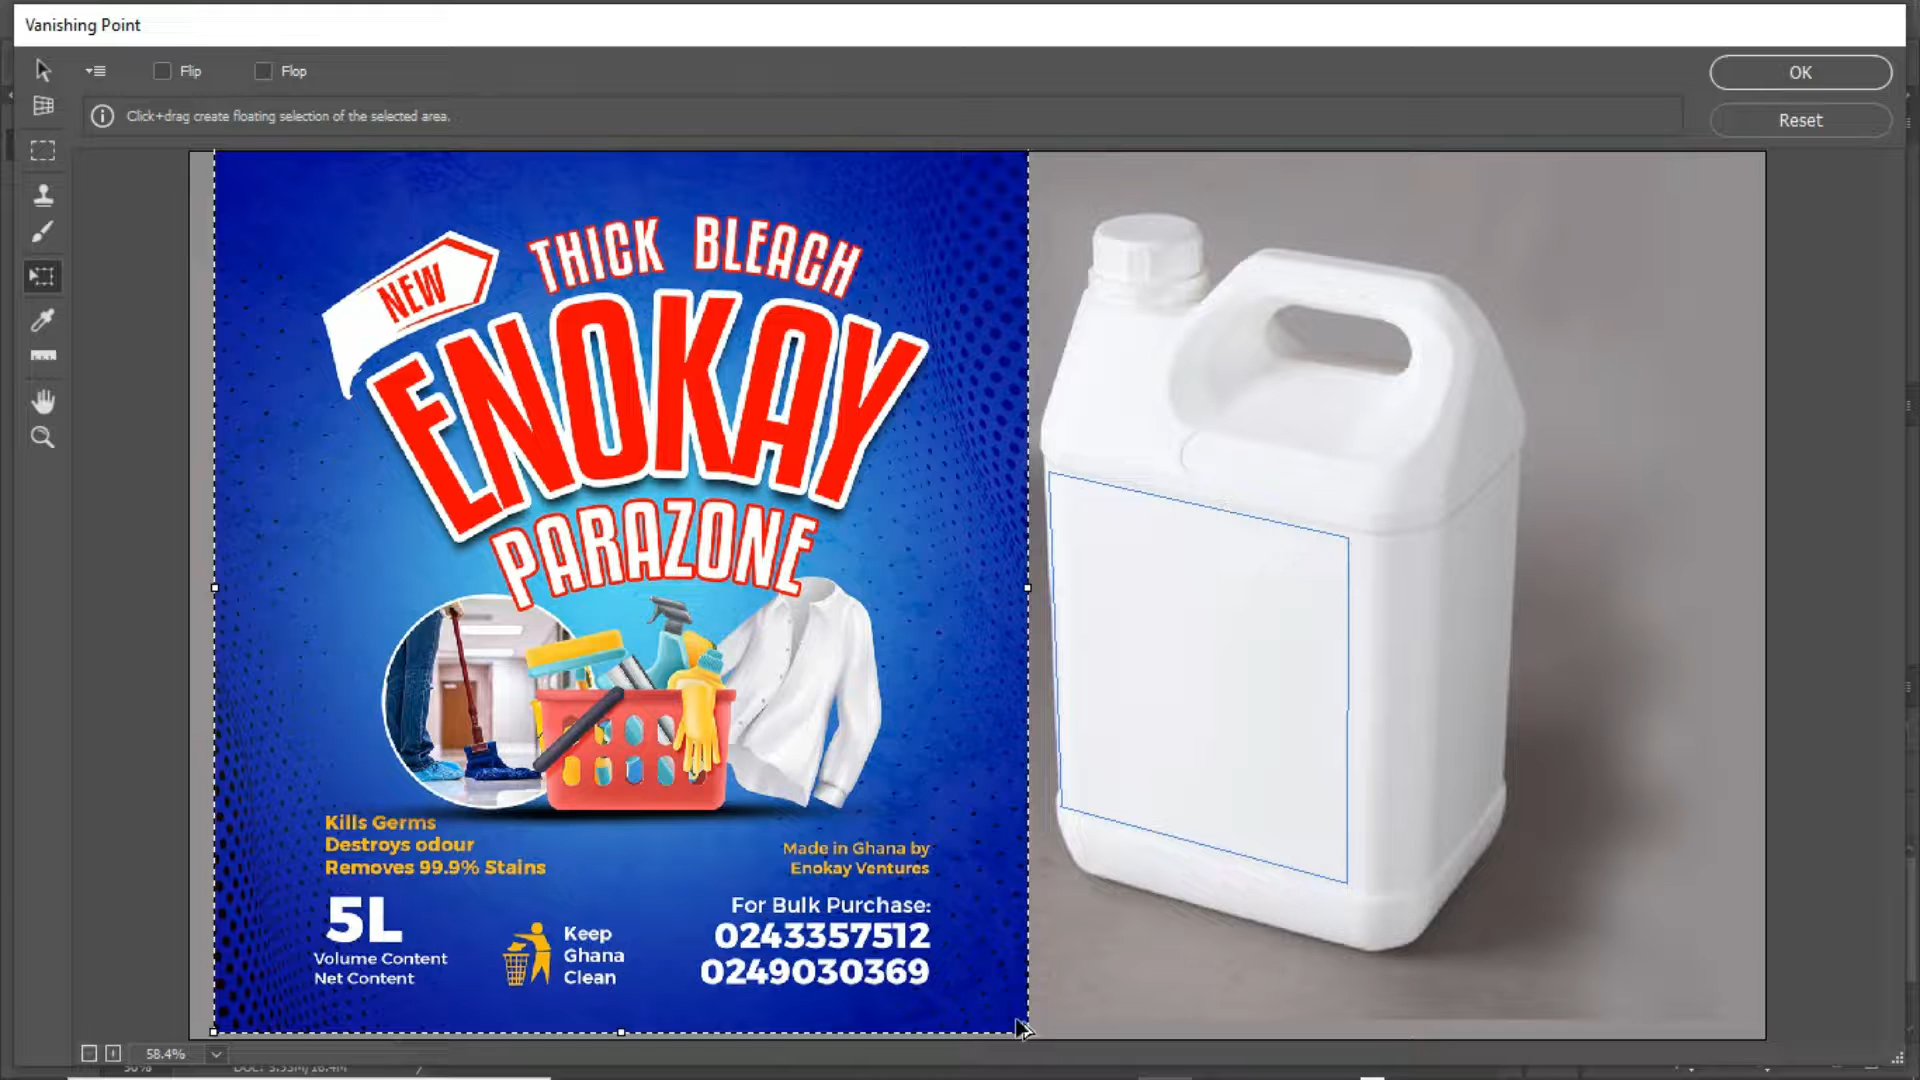 Vanishing Point
Flip
Flop
OK
Click+drag create floating selection of the selected area.
Reset
NEW
THICK BLEACH
ENOKAY
PARAZONE
Kills Germs
Destroys odour
Removes 99.9% Stains
Made in Ghana by
Enokay Ventures
5L
Volume Content
Net Content
Keep
Ghana
Clean
For Bulk Purchase:
0243357512
0249030369
58.4%